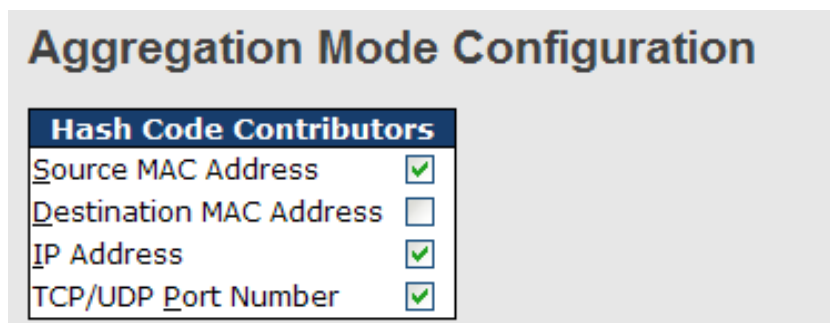 Aggregation Mode Configuration
Hash Code Contributors
Source MAC Address
Destination MAC Address
IP Address
TCP/UDP Port Number